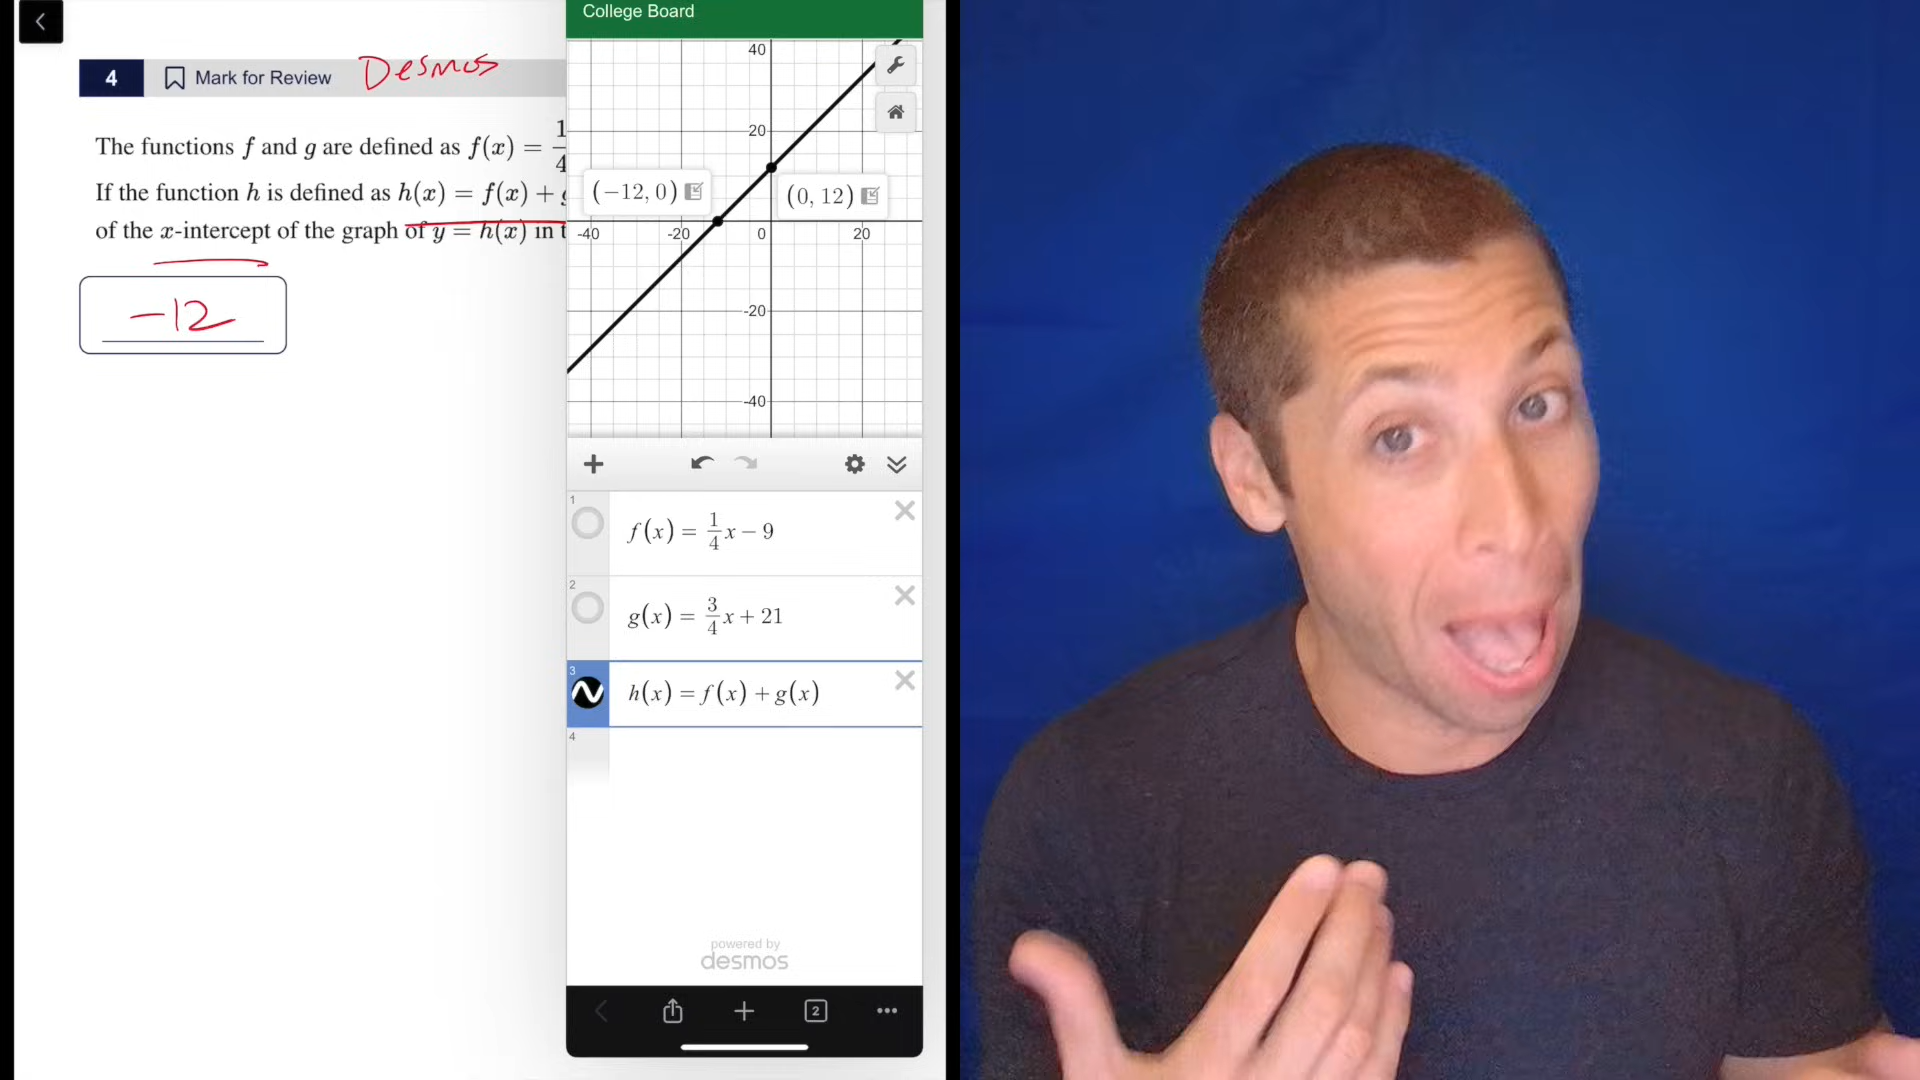 College Board
4 Mark for Review Desmos
The functions f and g are defined as f(x) = 1/4
If the function h is defined as h(x) = f(x) +
of the x-intercept of the graph of y = h(x) in t
-12
40
20
(−12, 0)
(0, 12)
-40 -20 0 20
-20
-40
1
f(x) = 1/4 x − 9
2
g(x) = 3/4 x + 21
3
h(x) = f(x) + g(x)
4
powered by
desmos
2